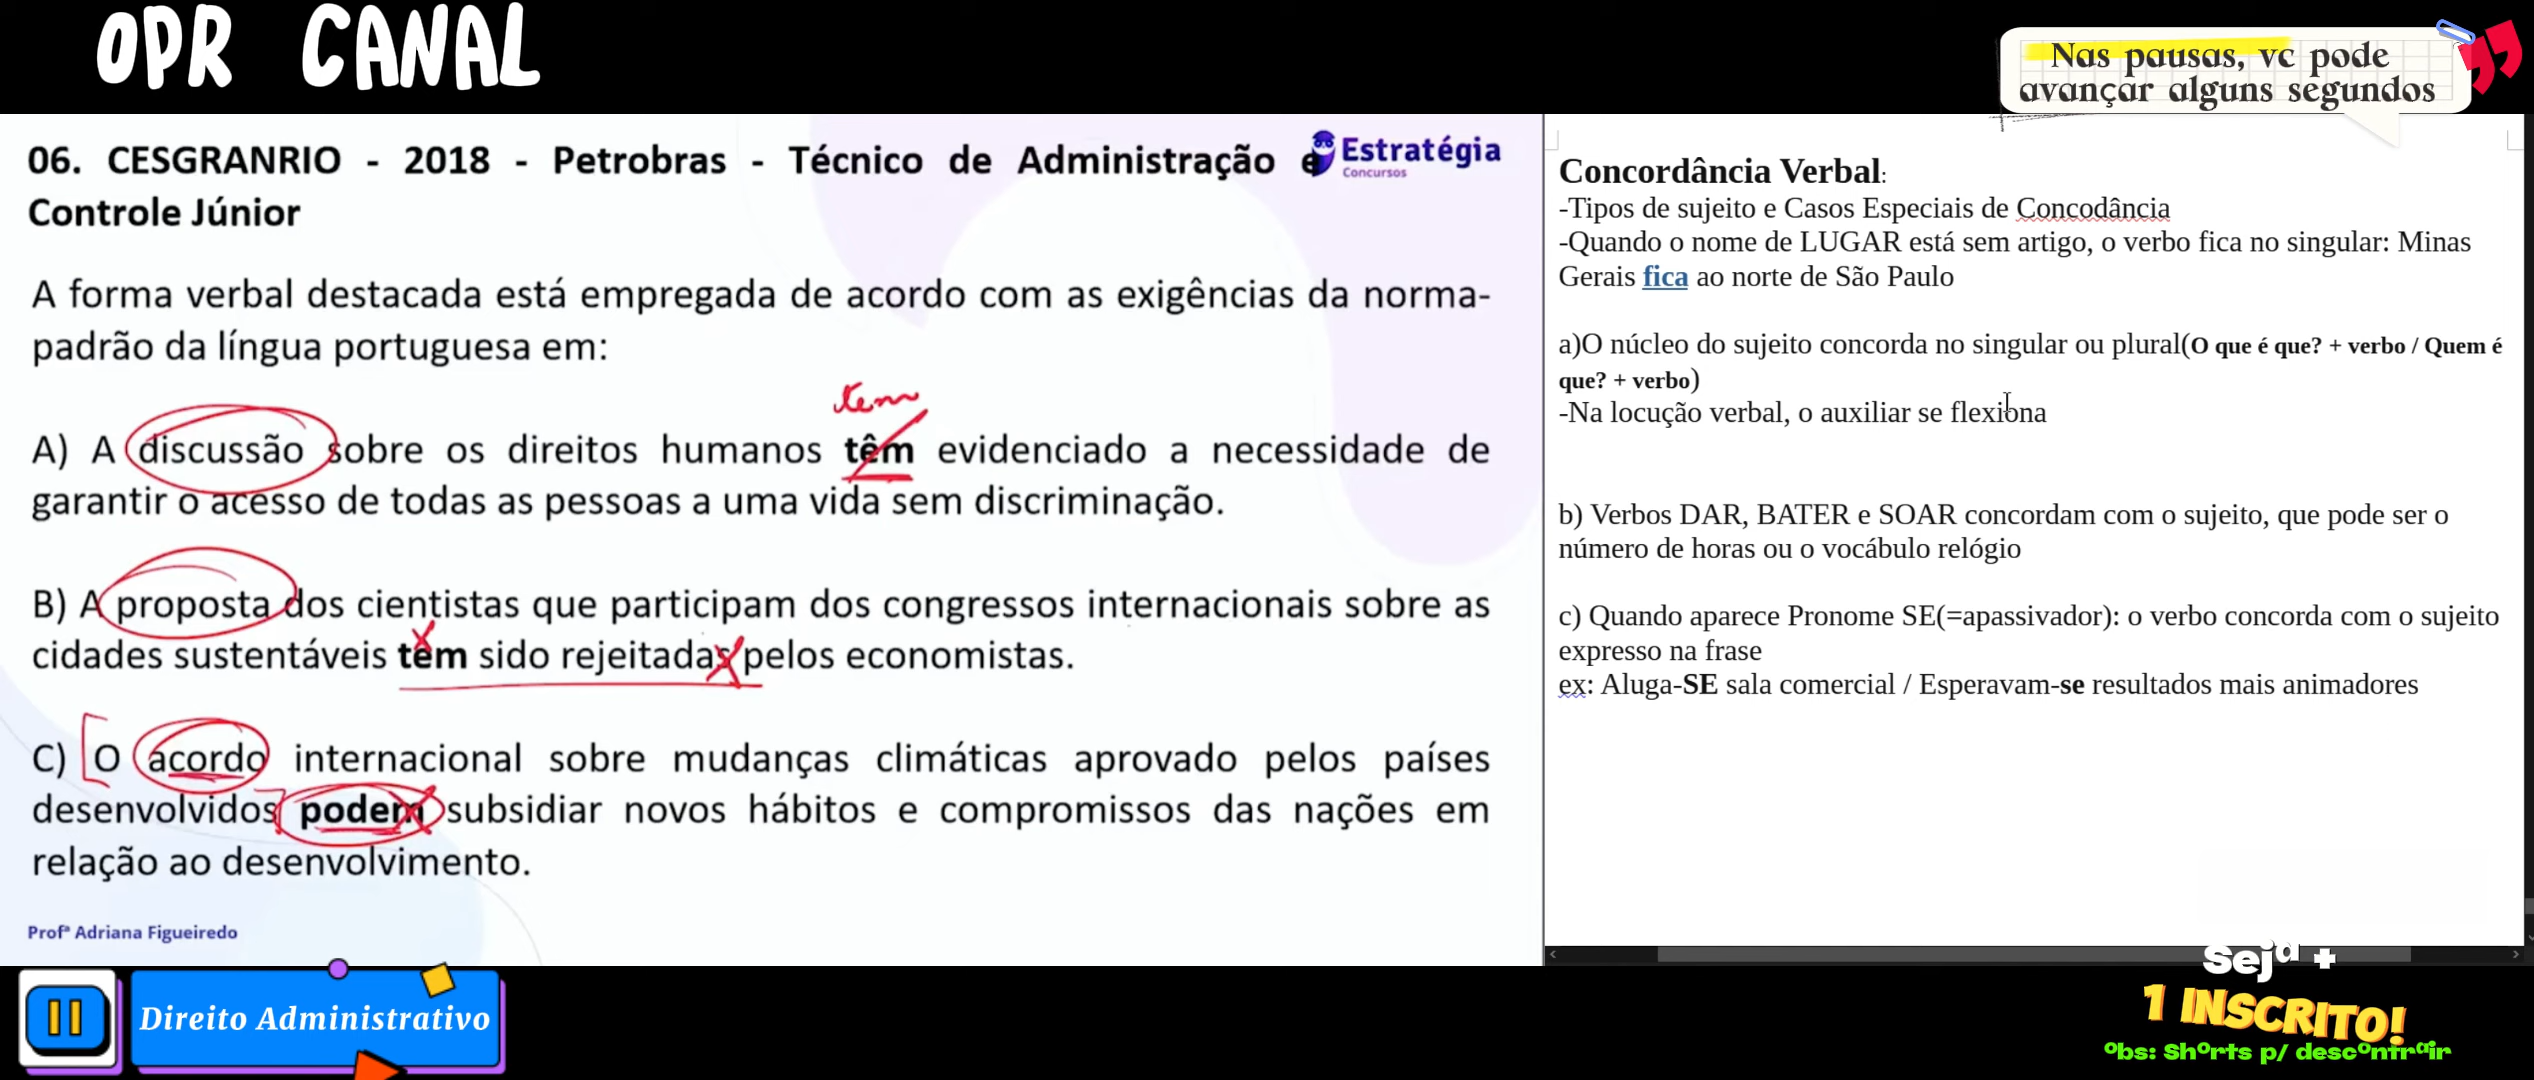 OPR CANAL
Nas pausas, vc pode
avançar alguns segundos
06. CESGRANRIO - 2018 - Petrobras - Técnico de Administração e
Estratégia
Concursos
Controle Júnior
A forma verbal destacada está empregada de acordo com as exigências da norma-
padrão da língua portuguesa em:
tem
A) A discussão sobre os direitos humanos têm evidenciado a necessidade de
garantir o acesso de todas as pessoas a uma vida sem discriminação.
B) A proposta dos cientistas que participam dos congressos internacionais sobre as
cidades sustentáveis têm sido rejeitadas pelos economistas.
C) O acordo internacional sobre mudanças climáticas aprovado pelos países
desenvolvidos podem subsidiar novos hábitos e compromissos das nações em
relação ao desenvolvimento.
Profª Adriana Figueiredo
Concordância Verbal:
-Tipos de sujeito e Casos Especiais de Concodância
-Quando o nome de LUGAR está sem artigo, o verbo fica no singular: Minas
Gerais fica ao norte de São Paulo
a)O núcleo do sujeito concorda no singular ou plural(O que é que? + verbo / Quem é
que? + verbo)
-Na locução verbal, o auxiliar se flexiona
b) Verbos DAR, BATER e SOAR concordam com o sujeito, que pode ser o
número de horas ou o vocábulo relógio
c) Quando aparece Pronome SE(=apassivador): o verbo concorda com o sujeito
expresso na frase
ex: Aluga-SE sala comercial / Esperavam-se resultados mais animadores
Direito Administrativo
Seja +
1 INSCRITO!
obs: Shorts p/ descontrair